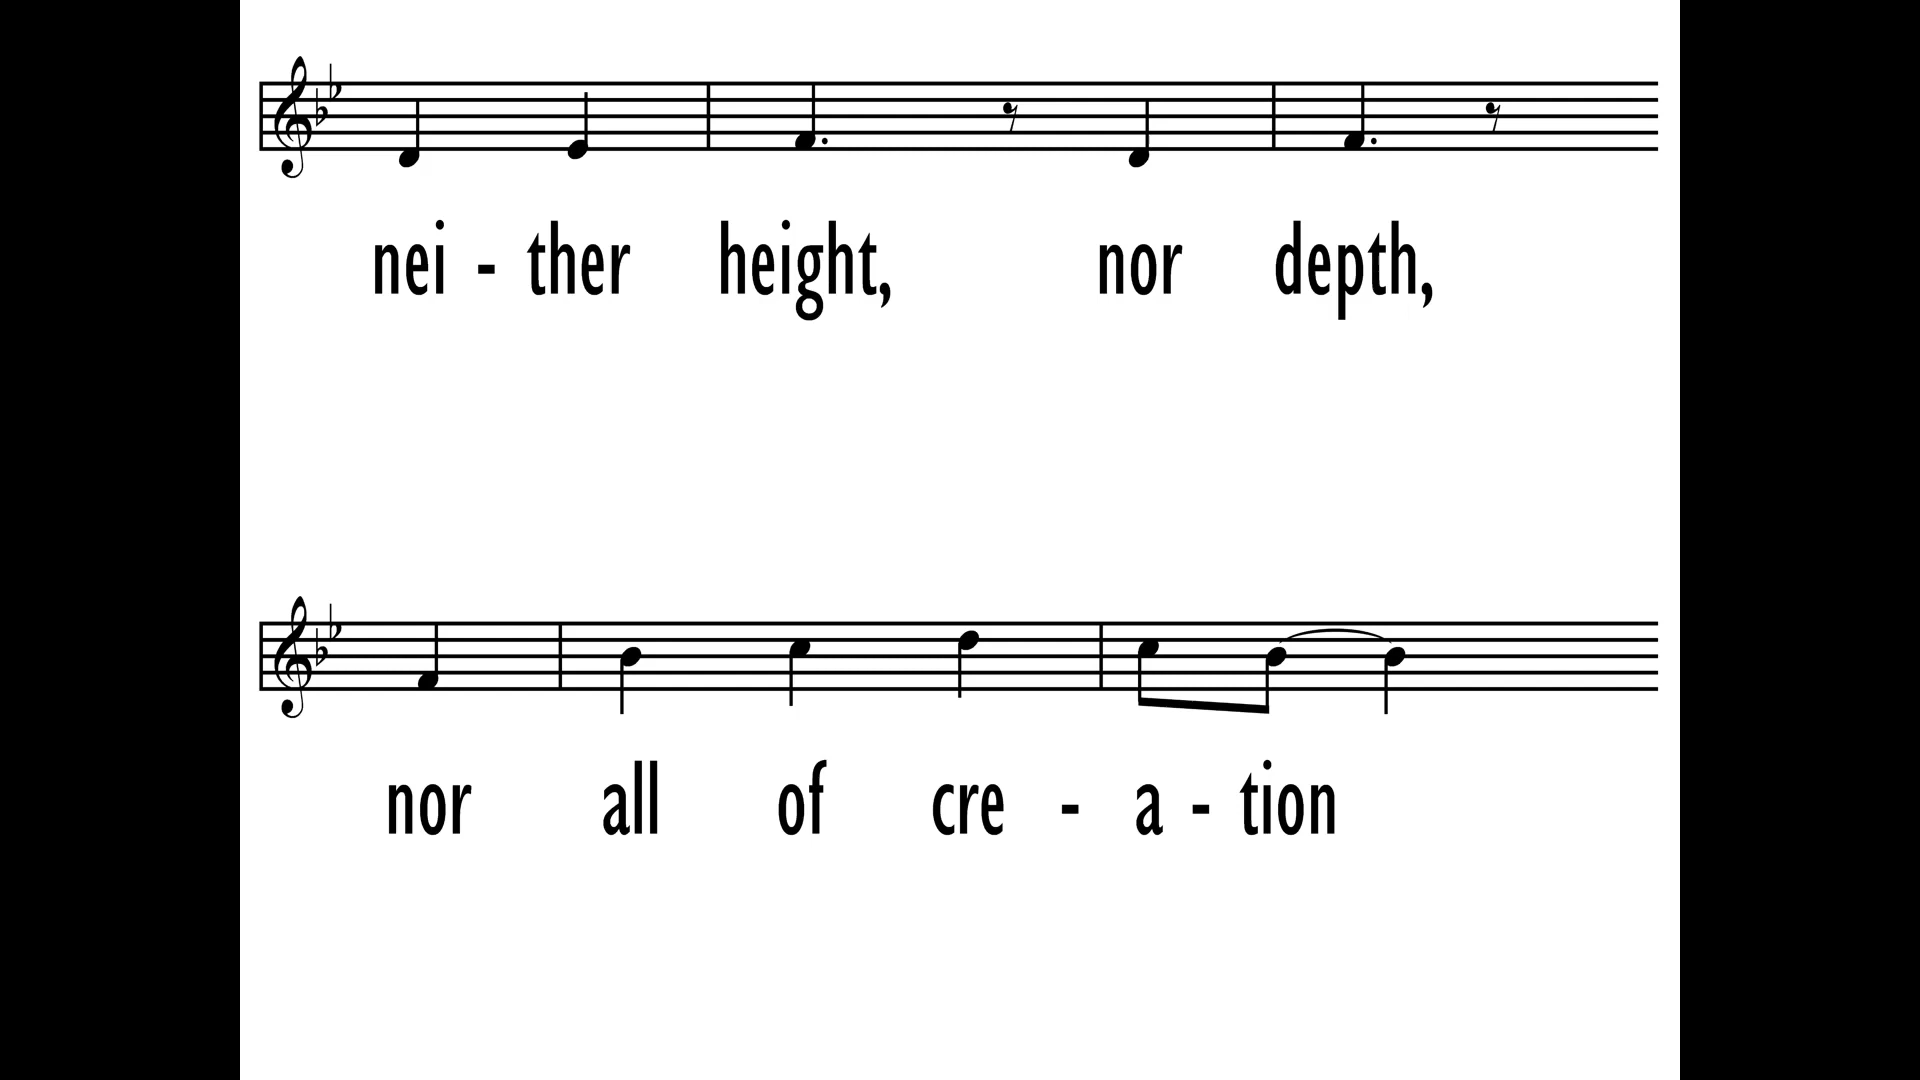 nei - ther height, nor depth,
nor all of cre - a - tion